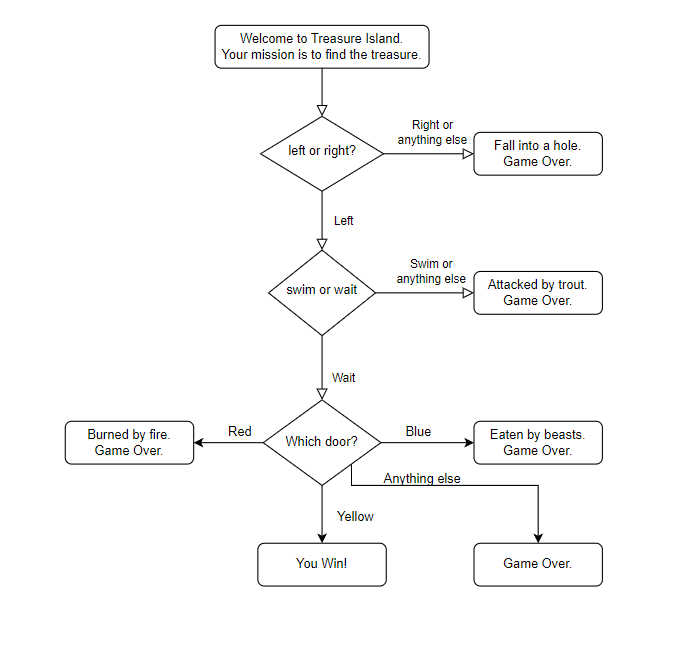 Welcome to Treasure Island.
Your mission is to find the treasure.
left or right?
Right or
anything else
Fall into a hole.
Game Over.
Left
swim or wait
Swim or
anything else
Attacked by trout.
Game Over.
Wait
Which door?
Red
Burned by fire.
Game Over.
Blue
Eaten by beasts.
Game Over.
Anything else
Yellow
You Win!
Game Over.